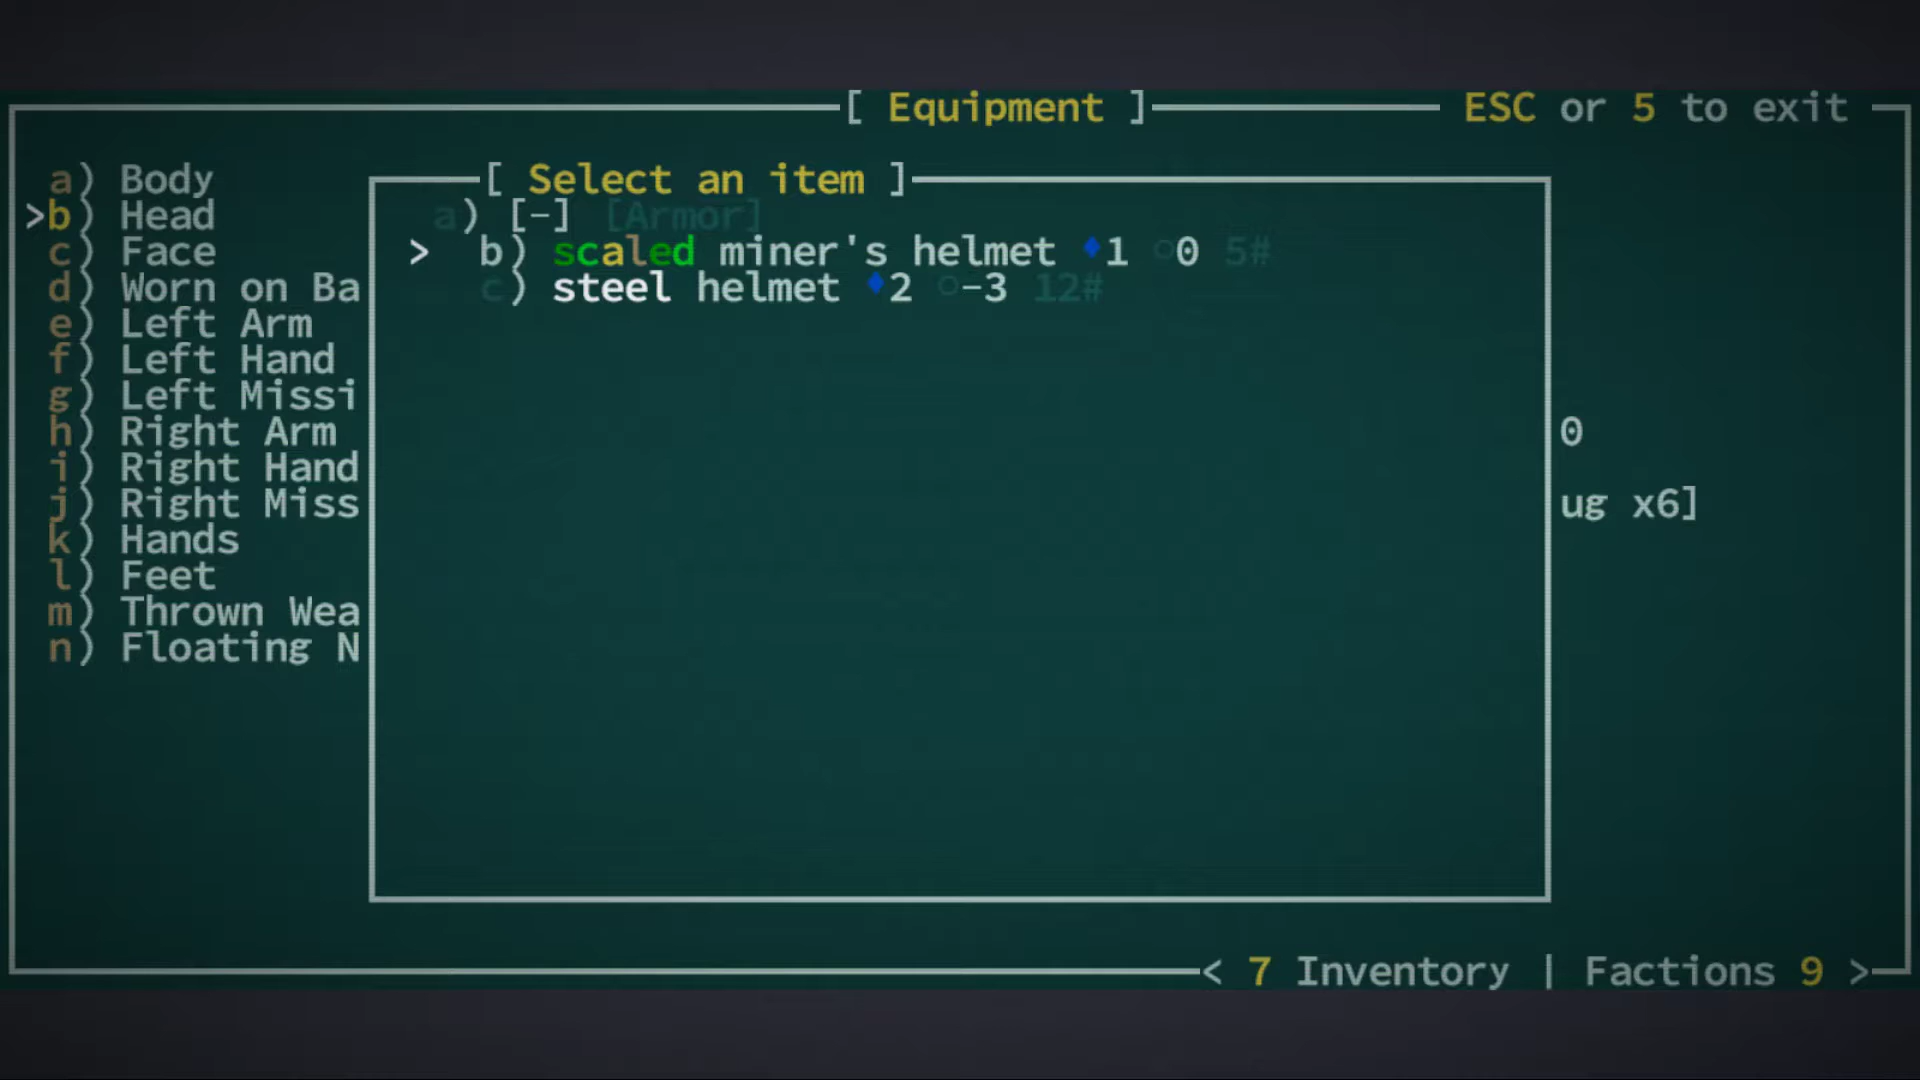 [ Equipment ] ESC or 5 to exit
a) Body
>b) Head
c) Face
d) Worn on Ba
e) Left Arm
f) Left Hand
g) Left Missi
h) Right Arm
i) Right Hand
j) Right Miss
k) Hands
l) Feet
m) Thrown Wea
n) Floating N
[ Select an item ]
a) [-] [Armor]
> b) scaled miner's helmet ♦1 ○0 5#
c) steel helmet ♦2 ○-3 12#
0
ug x6]
< 7 Inventory | Factions 9 >